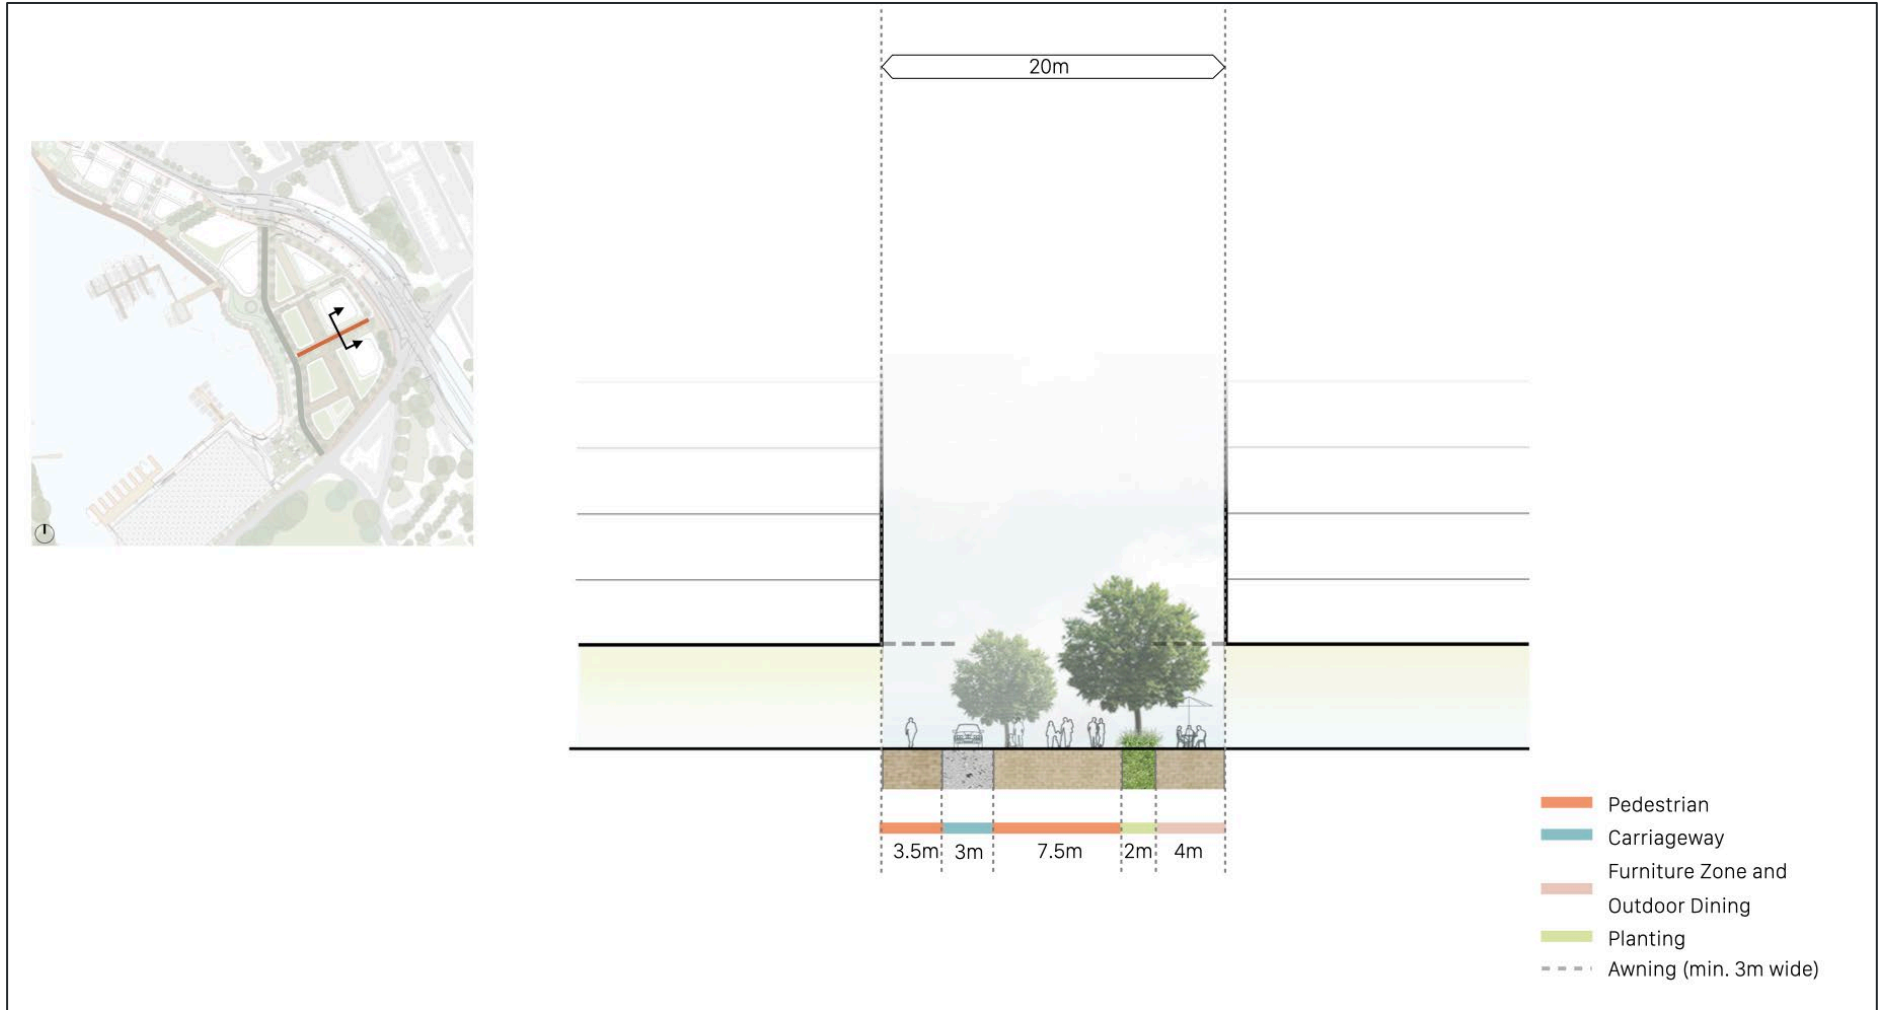 20m
3.5m
3m
7.5m
2m
4m
Pedestrian
Carriageway
Furniture Zone and
Outdoor Dining
Planting
Awning (min. 3m wide)